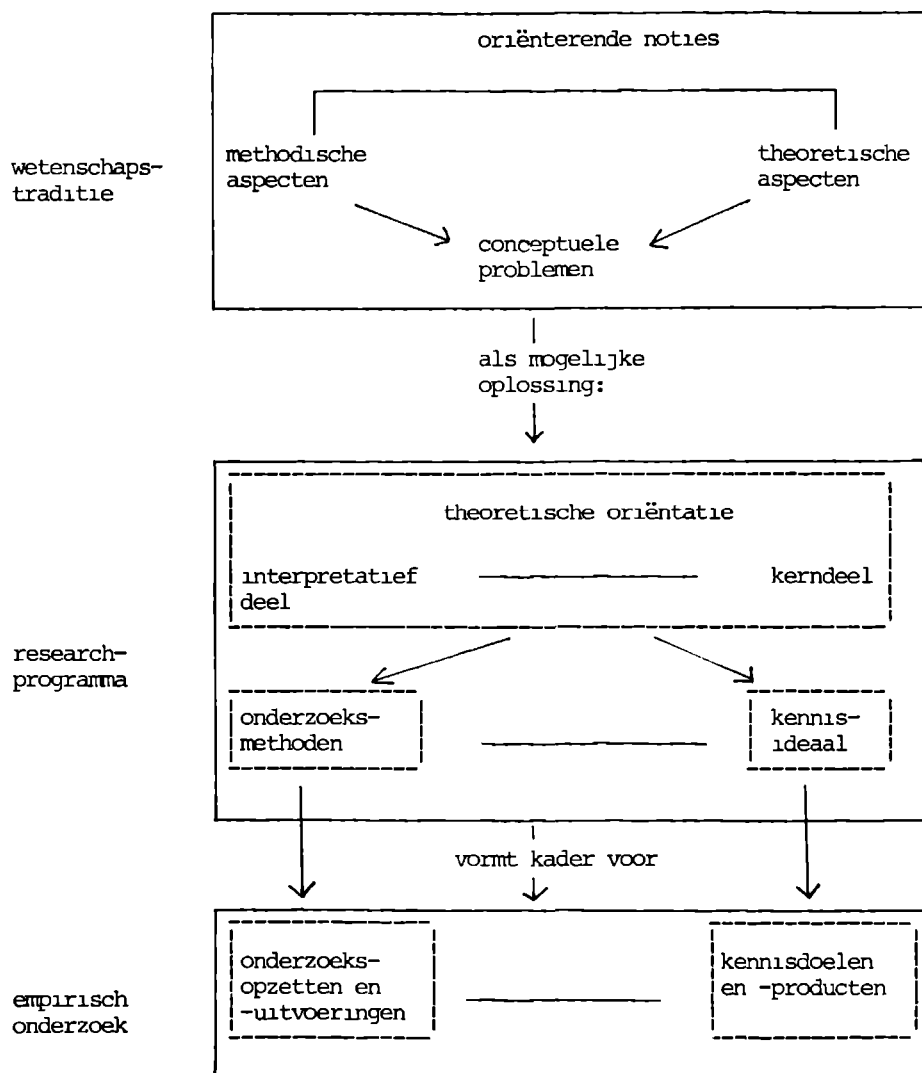 oriënterende noties
wetenschaps-
traditie
methodische
aspecten
theoretische
aspecten
conceptuele
problemen
als mogelijke
oplossing:
research-
programma
theoretische oriëntatie
interpretatief
deel
kerndeel
onderzoeks-
methoden
kennis-
ideaal
vormt kader voor
empirisch
onderzoek
onderzoeks-
opzetten en
-uitvoeringen
kennisdoelen
en -producten